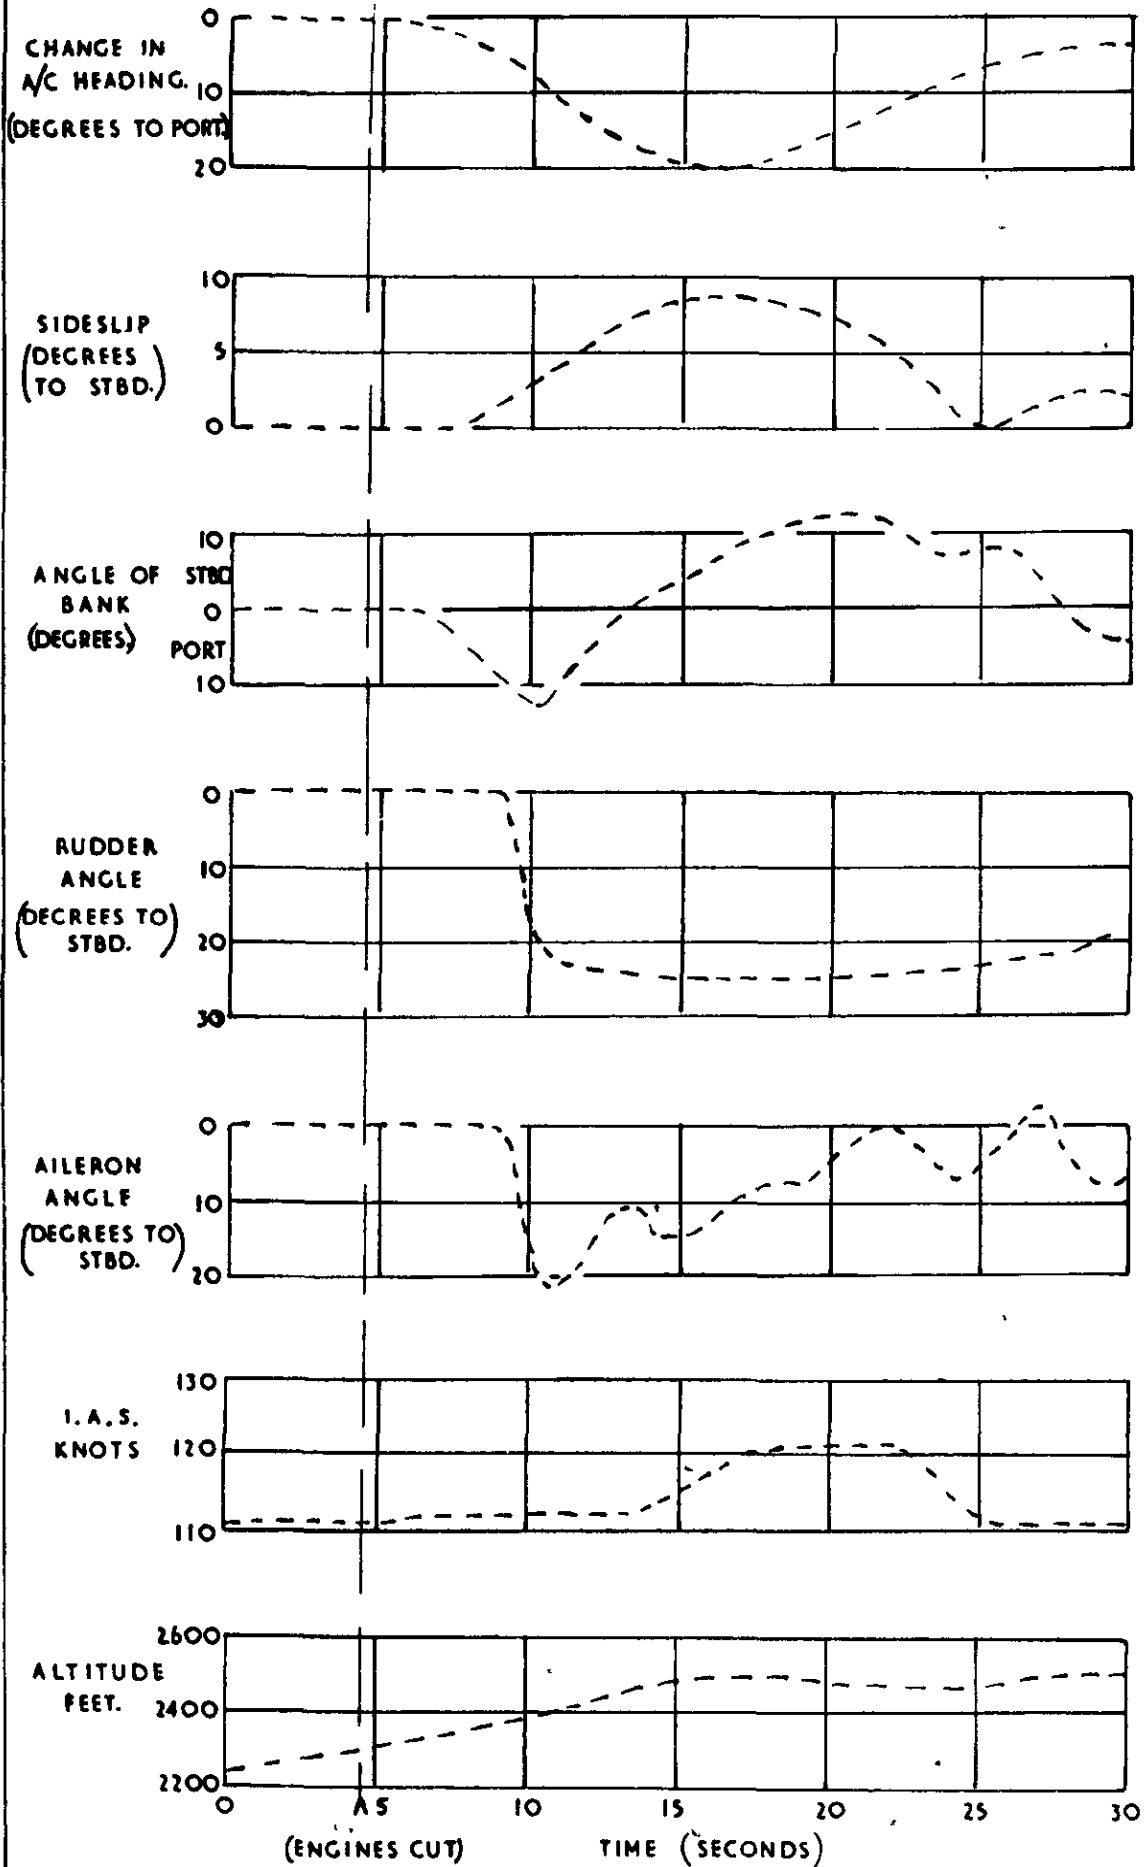 CHANGE IN
A/C HEADING.
(DEGREES TO PORT)
0
10
20
SIDESLIP
(DEGREES
TO STBD.)
10
5
0
ANGLE OF
BANK
(DEGREES)
10
STBD
0
PORT
10
RUDDER
ANGLE
(DEGREES TO)
STBD.
0
10
20
30
AILERON
ANGLE
(DEGREES TO)
STBD.
0
10
20
I.A.S.
KNOTS
130
120
110
ALTITUDE
FEET.
2600
2400
2200
0 A 5 10 15 20 25 30
(ENGINES CUT) TIME (SECONDS)